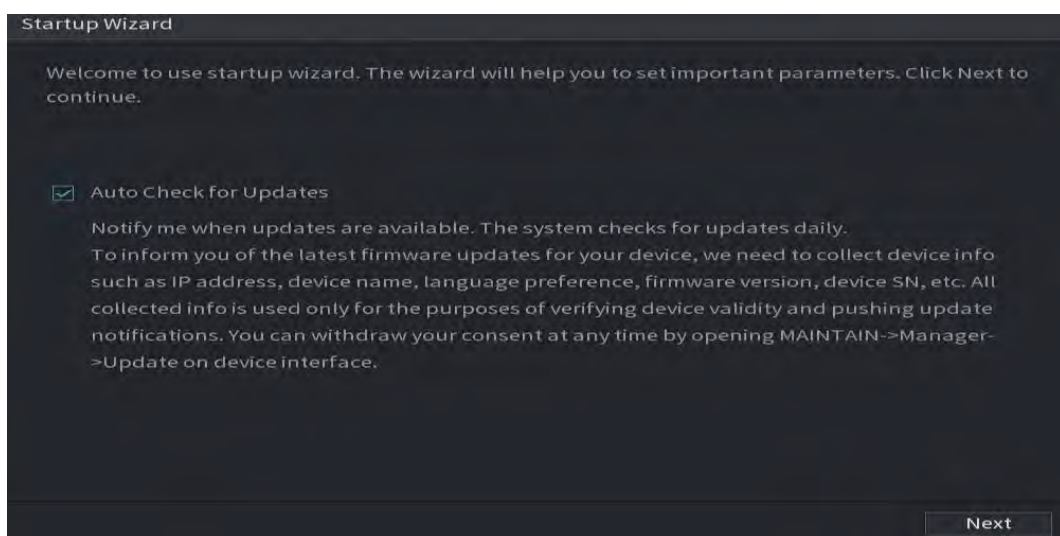 Startup Wizard
Welcome to use startup wizard. The wizard will help you to set important parameters. Click Next to
continue.
Auto Check for Updates
Notify me when updates are available. The system checks for updates daily.
To inform you of the latest firmware updates for your device, we need to collect device info
such as IP address, device name, language preference, firmware version, device SN, etc. All
collected info is used only for the purposes of verifying device validity and pushing update
notifications. You can withdraw your consent at any time by opening MAINTAIN->Manager-
>Update on device interface.
Next